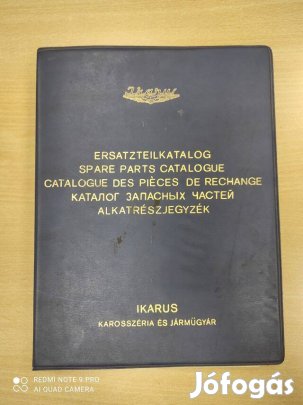 Ikarus
ERSATZTEILKATALOG
SPARE PARTS CATALOGUE
CATALOGUE DES PIÈCES DE RECHANGE
КАТАЛОГ ЗАПАСНЫХ ЧАСТЕЙ
ALKATRÉSZJEGYZÉK
IKARUS
KAROSSZÉRIA ÉS JÁRMŰGYÁR
REDMI NOTE 9 PRO
AI QUAD CAMERA
Jófogás